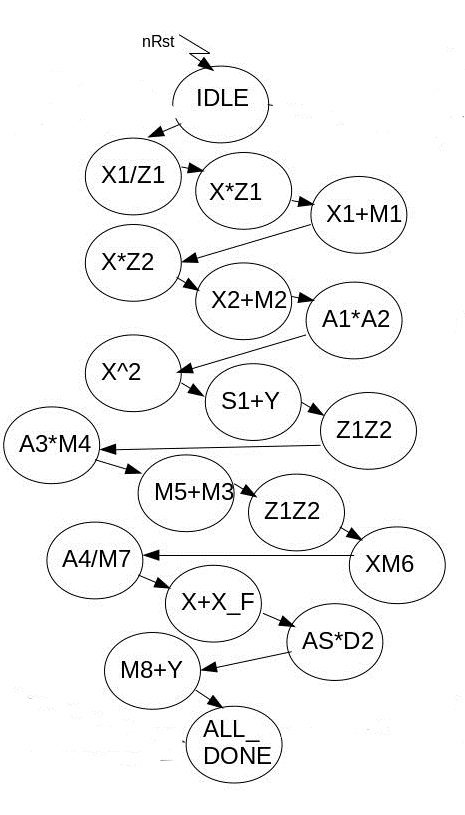 nRst
IDLE
X1/Z1
X*Z1
X1+M1
X*Z2
X2+M2
A1*A2
X^2
S1+Y
Z1Z2
A3*M4
M5+M3
Z1Z2
XM6
A4/M7
X+X_F
AS*D2
M8+Y
ALL_
DONE